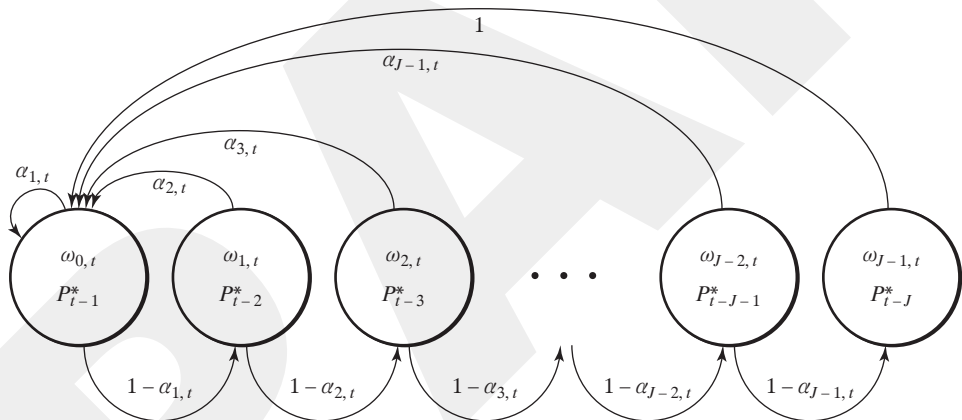 1
α_{J−1, t}
α_{3, t}
α_{1, t}
α_{2, t}
ω_{0, t} ω_{1, t} ω_{2, t} ω_{J−2, t} ω_{J−1, t}
P*_{t−1} P*_{t−2} P*_{t−3} • • • P*_{t−J−1} P*_{t−J}
1 − α_{1, t} 1 − α_{2, t} 1 − α_{3, t} 1 − α_{J−2, t} 1 − α_{J−1, t}